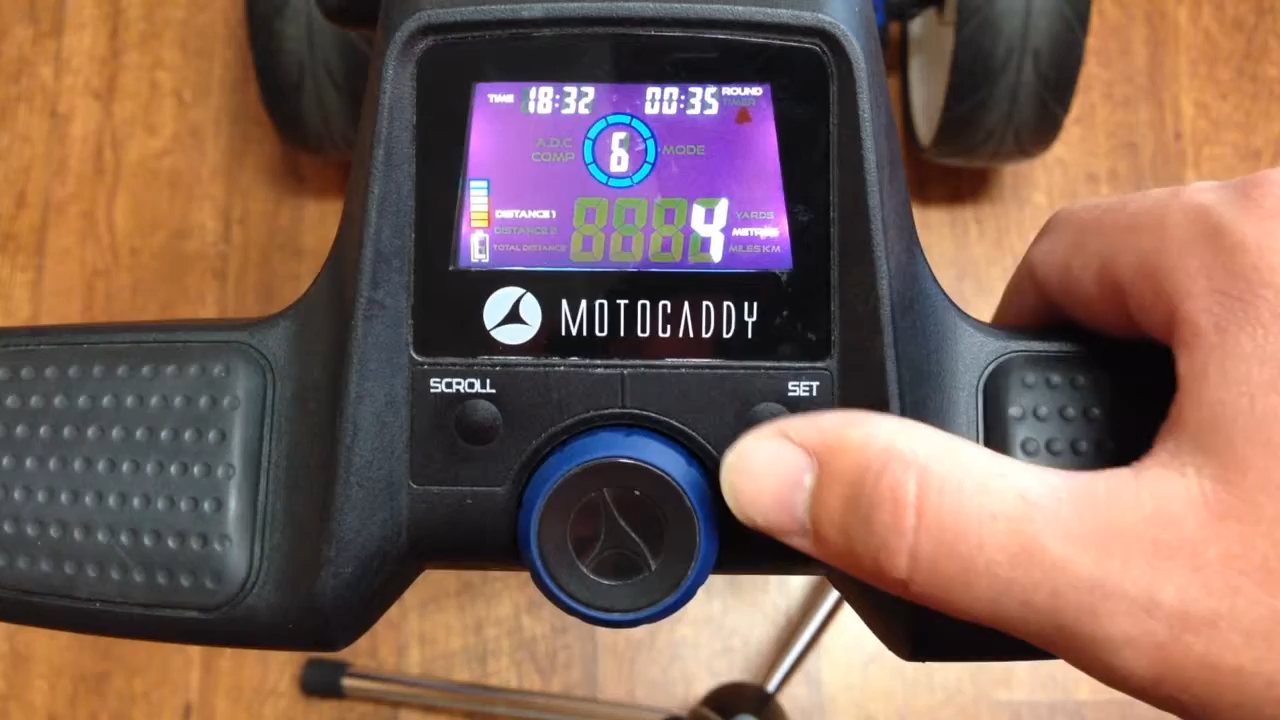 TIME 18:32 00:35 ROUND
TIMER
A.D.C
COMP 6 MODE
DISTANCE 1 4 YARDS
DISTANCE 2 METRES
TOTAL DISTANCE MILES KM
MOTOCADDY
SCROLL SET